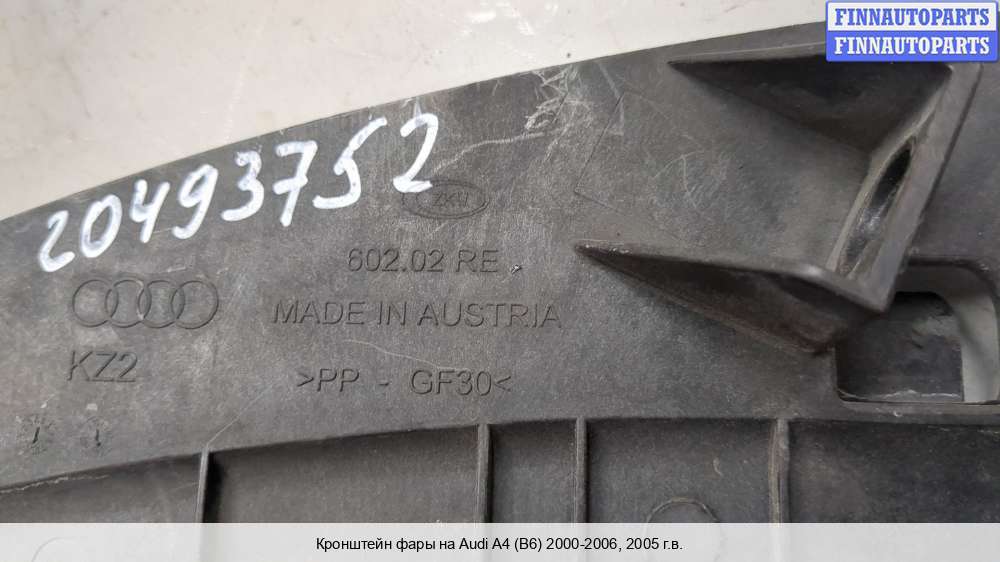 FINNAUTOPARTS
FINNAUTOPARTS
20493752
ZKW
602.02 RE
MADE IN AUSTRIA
KZ2
>PP - GF30<
Кронштейн фары на Audi A4 (B6) 2000-2006, 2005 г.в.